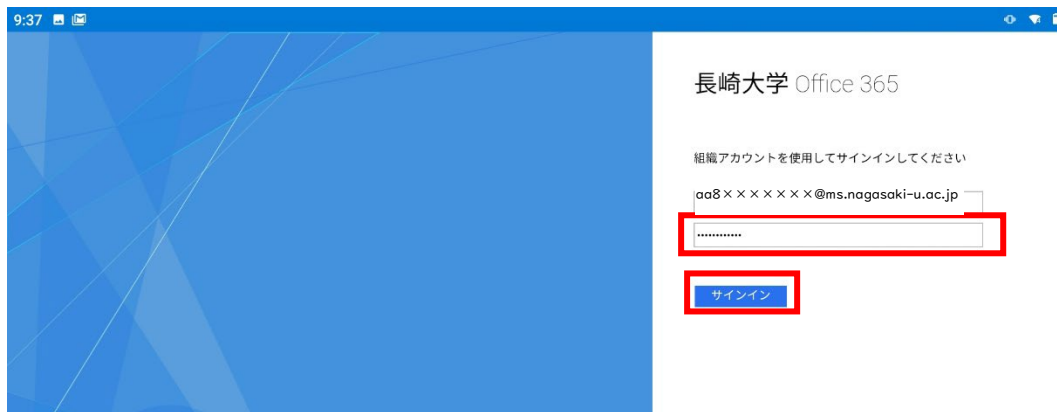 9:37
長崎大学 Office 365
組織アカウントを使用してサインインしてください
aa8×××××××@ms.nagasaki-u.ac.jp
••••••••••••
サインイン